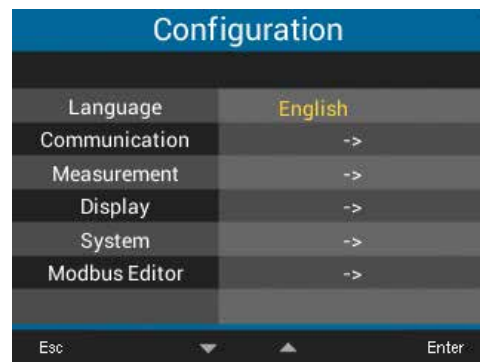 Configuration
Language English
Communication ->
Measurement ->
Display ->
System ->
Modbus Editor ->
Esc Enter